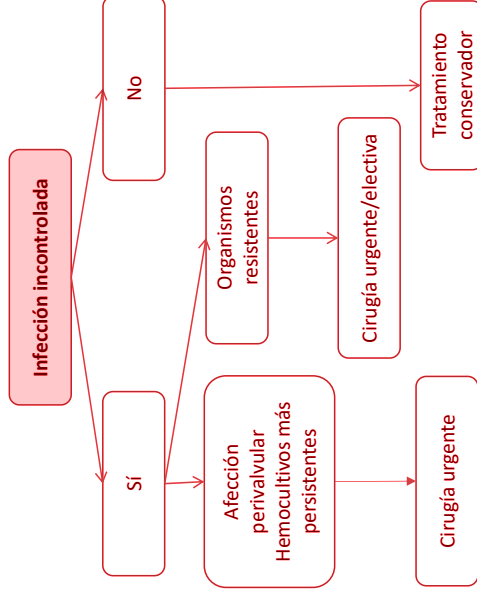 Infección incontrolada
Sí
No
Afección
perivalvular
Hemocultivos más
persistentes
Organismos
resistentes
Cirugía urgente
Cirugía urgente/electiva
Tratamiento
conservador